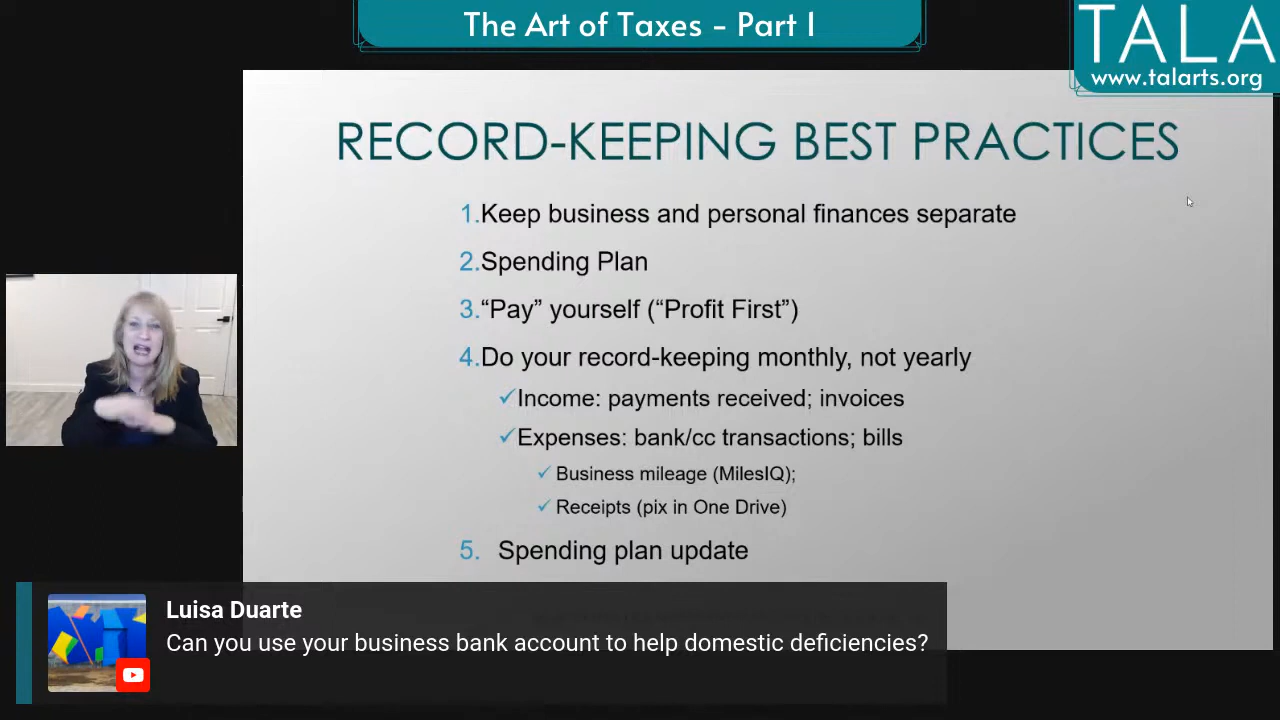 The Art of Taxes - Part I
TALA
www.talarts.org
RECORD-KEEPING BEST PRACTICES
1.Keep business and personal finances separate
2.Spending Plan
3.“Pay” yourself (“Profit First”)
4.Do your record-keeping monthly, not yearly
✓Income: payments received; invoices
✓Expenses: bank/cc transactions; bills
✓Business mileage (MilesIQ);
✓Receipts (pix in One Drive)
5. Spending plan update
Luisa Duarte
Can you use your business bank account to help domestic deficiencies?